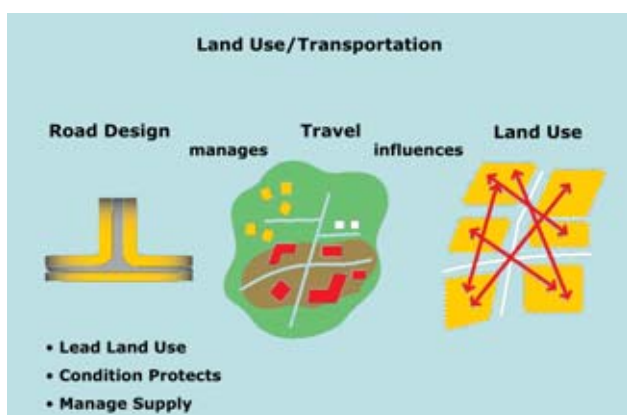 Land Use/Transportation
Road Design
manages
Travel
influences
Land Use
• Lead Land Use
• Condition Protects
• Manage Supply